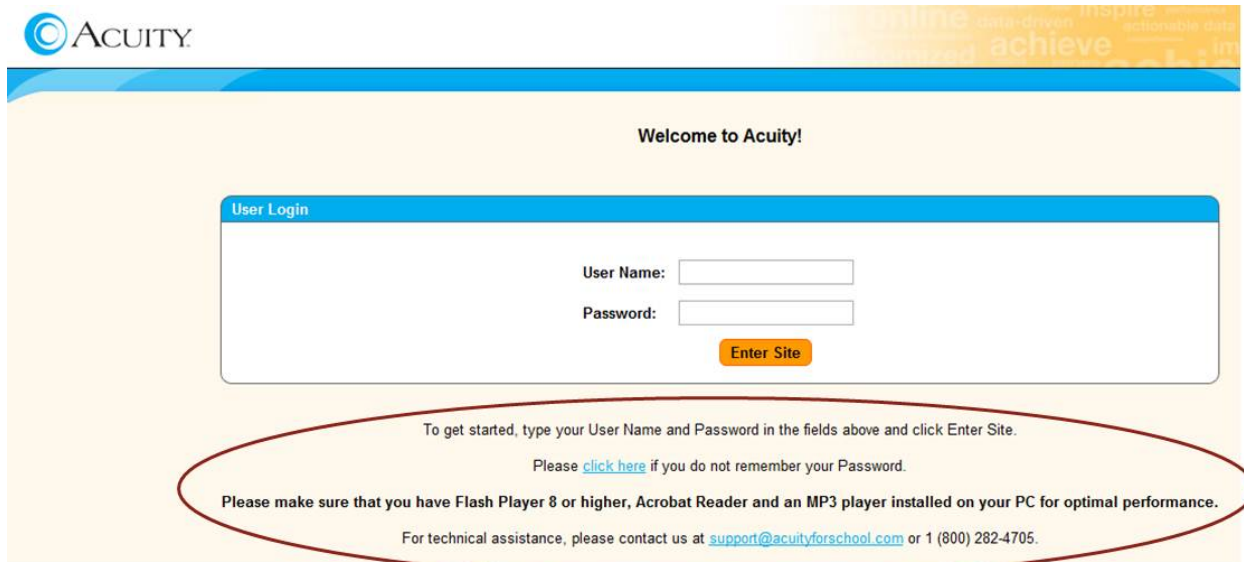 ACUITY.
online data-driven inspire
actionable data
achieve
Welcome to Acuity!
User Login
User Name:
Password:
Enter Site
To get started, type your User Name and Password in the fields above and click Enter Site.
Please click here if you do not remember your Password.
Please make sure that you have Flash Player 8 or higher, Acrobat Reader and an MP3 player installed on your PC for optimal performance.
For technical assistance, please contact us at support@acuityforschool.com or 1 (800) 282-4705.